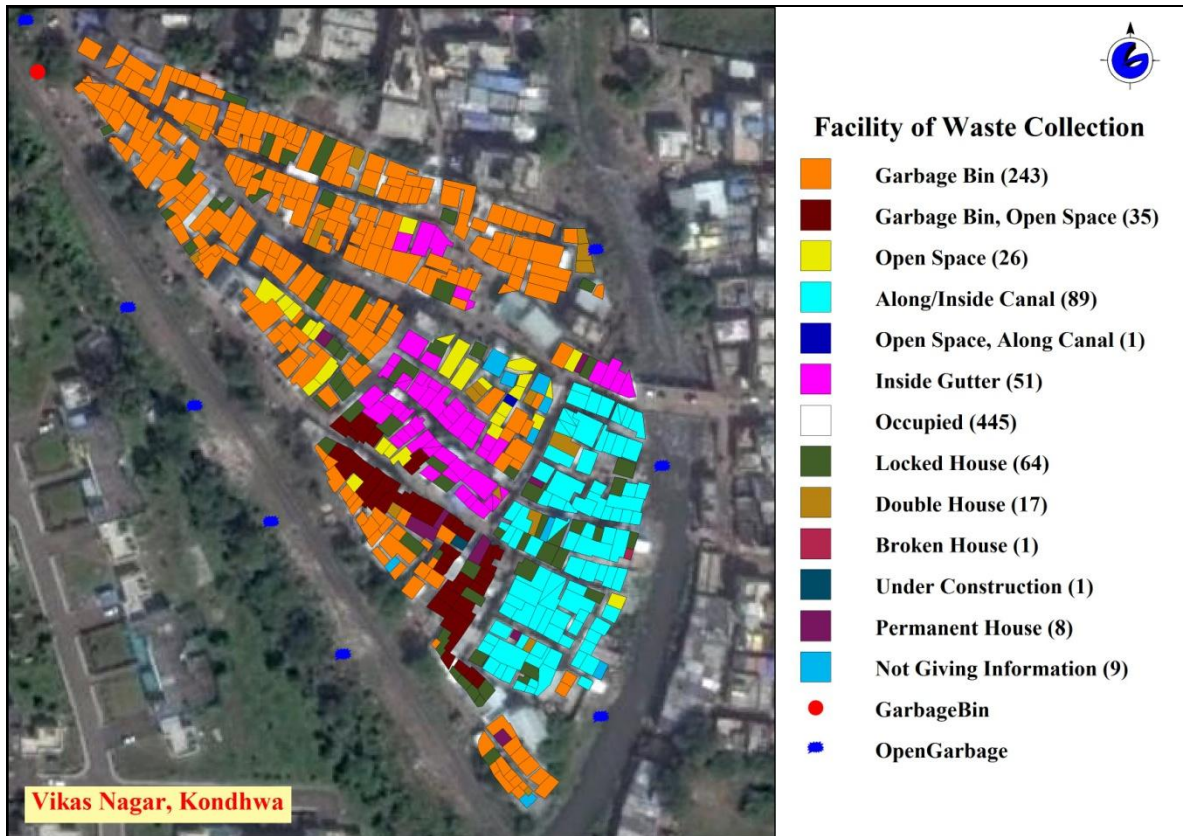 Facility of Waste Collection
Garbage Bin (243)
Garbage Bin, Open Space (35)
Open Space (26)
Along/Inside Canal (89)
Open Space, Along Canal (1)
Inside Gutter (51)
Occupied (445)
Locked House (64)
Double House (17)
Broken House (1)
Under Construction (1)
Permanent House (8)
Not Giving Information (9)
GarbageBin
OpenGarbage
Vikas Nagar, Kondhwa